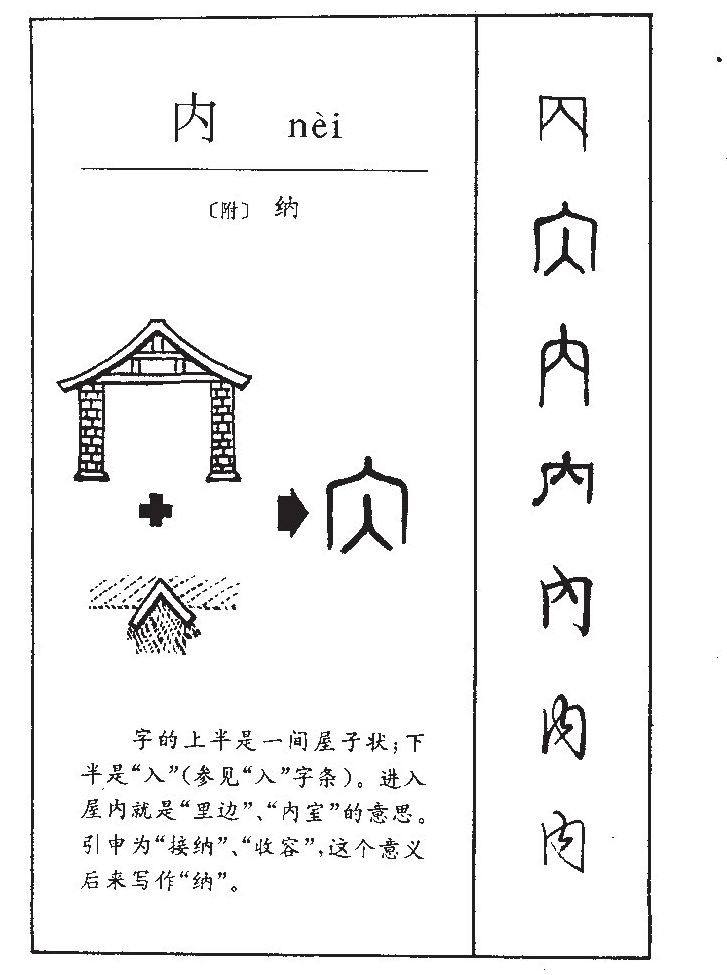 内 nèi
〔附〕 纳
字的上半是一间屋子状；下
半是“入”（参见“入”字条）。进入
屋内就是“里边”、“内室”的意思。
引申为“接纳”、“收容”，这个意义
后来写作“纳”。